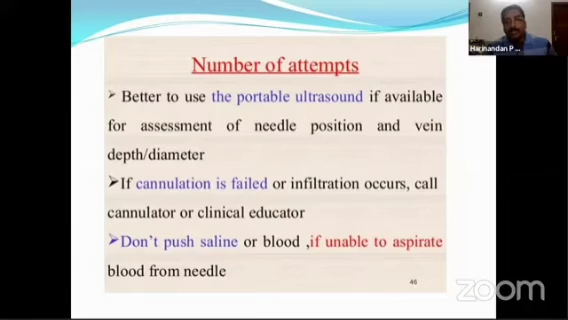 Harinandan P ...
Number of attempts
➢ Better to use the portable ultrasound if available
for assessment of needle position and vein
depth/diameter
➢If cannulation is failed or infiltration occurs, call
cannulator or clinical educator
➢Don't push saline or blood ,if unable to aspirate
blood from needle
46
zoom